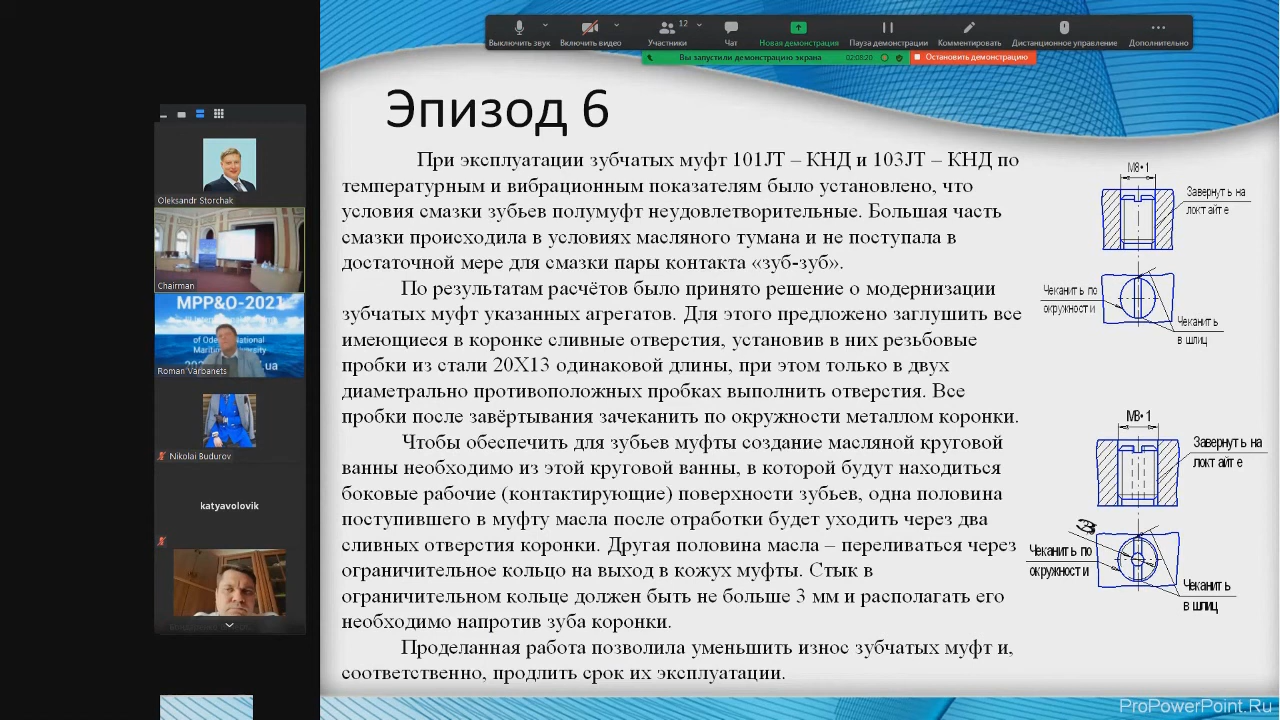 12
Выключить звук
Включить видео
Участники
Чат
Новая демонстрация
Пауза демонстрации
Комментировать
Дистанционное управление
Дополнительно
Вы запустили демонстрацию экрана
02:08:20
Остановить демонстрацию
Oleksandr Storchak
Chairman
MPP&O-2021
Roman Varbanets
Nikolai Budurov
katyavolovik
Эпизод 6
При эксплуатации зубчатых муфт 101JT – КНД и 103JT – КНД по
температурным и вибрационным показателям было установлено, что
условия смазки зубьев полумуфт неудовлетворительные. Большая часть
смазки происходила в условиях масляного тумана и не поступала в
достаточной мере для смазки пары контакта «зуб-зуб».
По результатам расчётов было принято решение о модернизации
зубчатых муфт указанных агрегатов. Для этого предложено заглушить все
имеющиеся в коронке сливные отверстия, установив в них резьбовые
пробки из стали 20Х13 одинаковой длины, при этом только в двух
диаметрально противоположных пробках выполнить отверстия. Все
пробки после завёртывания зачеканить по окружности металлом коронки.
Чтобы обеспечить для зубьев муфты создание масляной круговой
ванны необходимо из этой круговой ванны, в которой будут находиться
боковые рабочие (контактирующие) поверхности зубьев, одна половина
поступившего в муфту масла после отработки будет уходить через два
сливных отверстия коронки. Другая половина масла – переливаться через
ограничительное кольцо на выход в кожух муфты. Стык в
ограничительном кольце должен быть не больше 3 мм и располагать его
необходимо напротив зуба коронки.
Проделанная работа позволила уменьшить износ зубчатых муфт и,
соответственно, продлить срок их эксплуатации.
М8•1
Завернуть на
локтайте
Чеканить по
окружности
Чеканить
в шлиц
М8•1
Завернуть на
локтайте
Чеканить по
окружности
Чеканить
в шлиц
ProPowerPoint.Ru